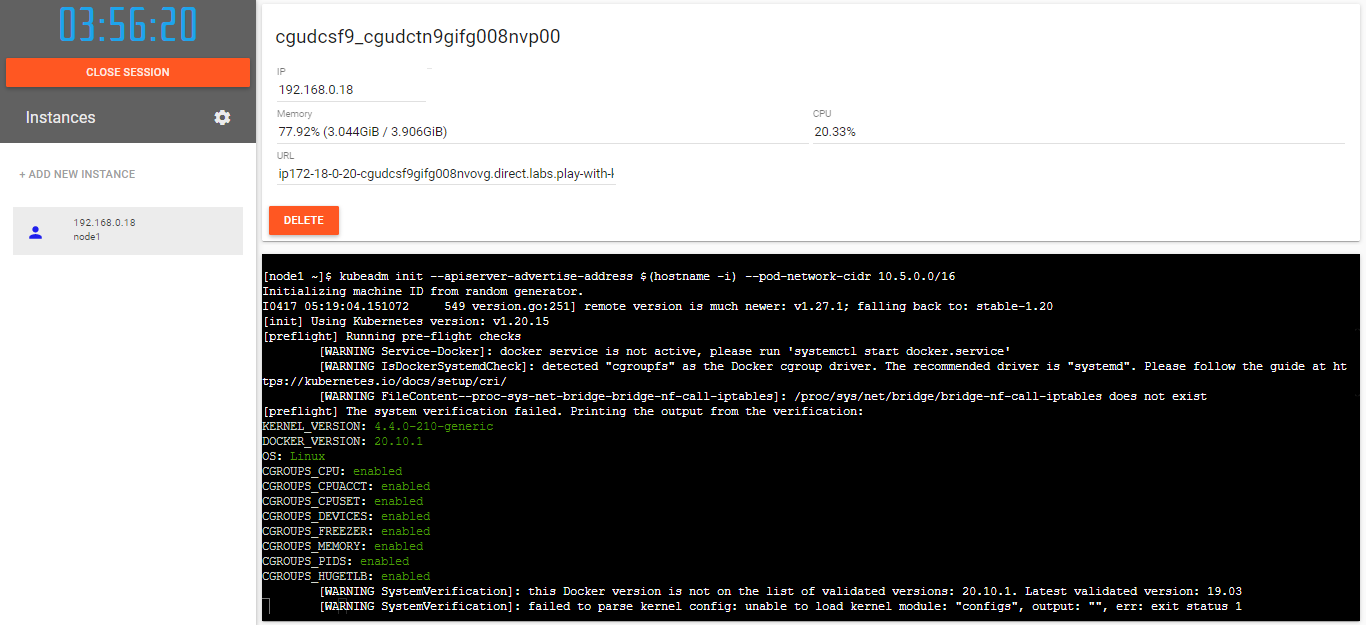 03:56:20
CLOSE SESSION
Instances
+ ADD NEW INSTANCE
192.168.0.18
node1
cgudcsf9_cgudctn9gifg008nvp00
IP
192.168.0.18
Memory
77.92% (3.044GiB / 3.906GiB)
CPU
20.33%
URL
ip172-18-0-20-cgudcsf9gifg008nvovg.direct.labs.play-with-k
DELETE
[node1 ~]$ kubeadm init --apiserver-advertise-address $(hostname -i) --pod-network-cidr 10.5.0.0/16
Initializing machine ID from random generator.
I0417 05:19:04.151072     549 version.go:251] remote version is much newer: v1.27.1; falling back to: stable-1.20
[init] Using Kubernetes version: v1.20.15
[preflight] Running pre-flight checks
        [WARNING Service-Docker]: docker service is not active, please run 'systemctl start docker.service'
        [WARNING IsDockerSystemdCheck]: detected "cgroupfs" as the Docker cgroup driver. The recommended driver is "systemd". Please follow the guide at ht
tps://kubernetes.io/docs/setup/cri/
        [WARNING FileContent--proc-sys-net-bridge-bridge-nf-call-iptables]: /proc/sys/net/bridge/bridge-nf-call-iptables does not exist
[preflight] The system verification failed. Printing the output from the verification:
KERNEL_VERSION: 4.4.0-210-generic
DOCKER_VERSION: 20.10.1
OS: Linux
CGROUPS_CPU: enabled
CGROUPS_CPUACCT: enabled
CGROUPS_CPUSET: enabled
CGROUPS_DEVICES: enabled
CGROUPS_FREEZER: enabled
CGROUPS_MEMORY: enabled
CGROUPS_PIDS: enabled
CGROUPS_HUGETLB: enabled
        [WARNING SystemVerification]: this Docker version is not on the list of validated versions: 20.10.1. Latest validated version: 19.03
        [WARNING SystemVerification]: failed to parse kernel config: unable to load kernel module: "configs", output: "", err: exit status 1